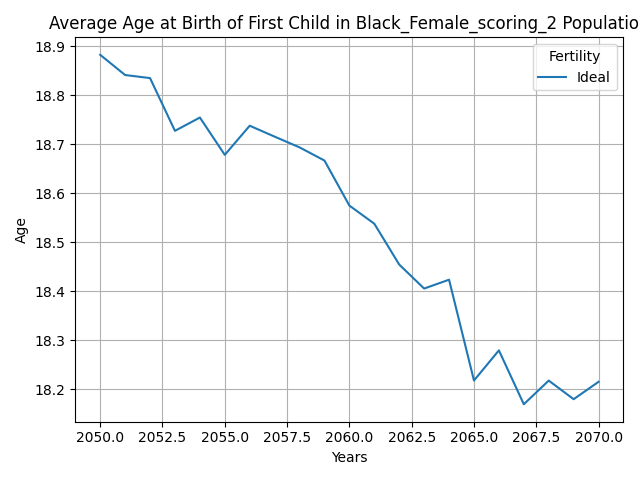 Average Age at Birth of First Child in Black_Female_scoring_2 Populatio
Fertility
Ideal
18.9
18.8
18.7
18.6
18.5
18.4
18.3
18.2
Age
2050.0 2052.5 2055.0 2057.5 2060.0 2062.5 2065.0 2067.5 2070.0
Years